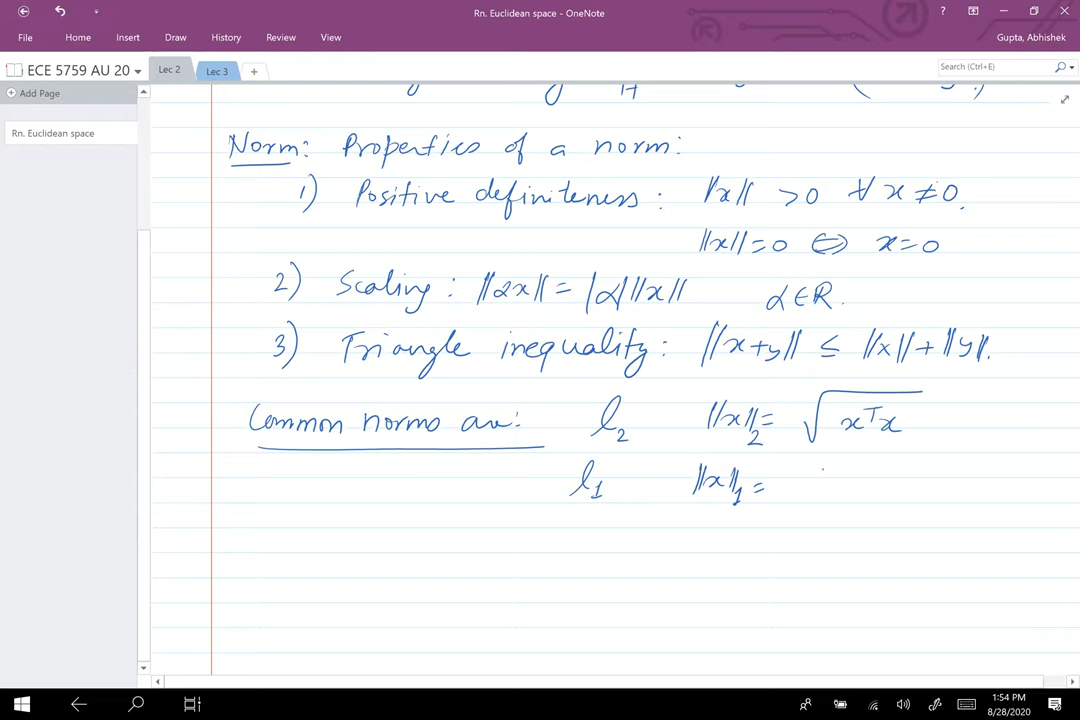 Rn. Euclidean space - OneNote
?
File Home Insert Draw History Review View
Gupta, Abhishek
ECE 5759 AU 20
Lec 2
Lec 3
+
Search (Ctrl+E)
Add Page
Rn. Euclidean space
Norm: Properties of a norm:
1) Positive definiteness: ||x|| > 0 ∀ x ≠ 0.
||x|| = 0 ⇔ x = 0
2) Scaling: ||αx|| = |α| ||x|| α ∈ R.
3) Triangle inequality: ||x+y|| ≤ ||x|| + ||y||.
Common norms are: l₂ ||x||₂ = √(xᵀx)
l₁ ||x||₁ =
1:54 PM
8/28/2020